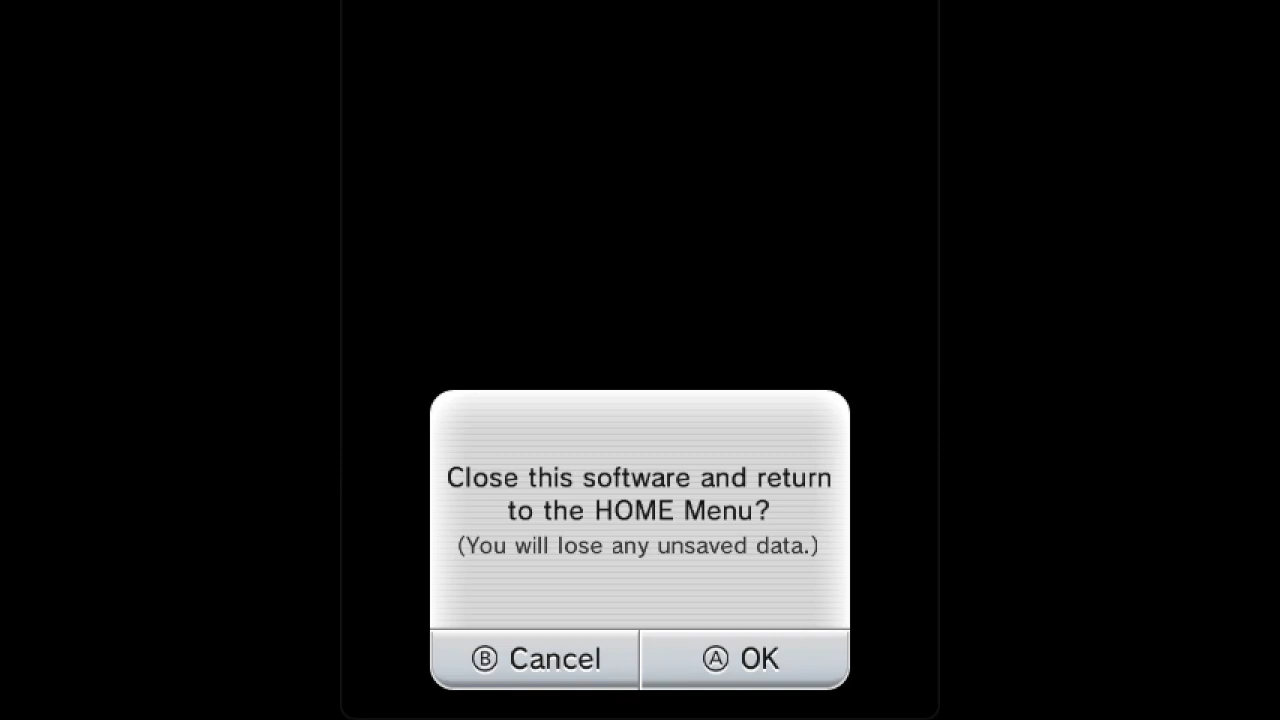 Close this software and return
to the HOME Menu?
(You will lose any unsaved data.)
Ⓑ Cancel
Ⓐ OK